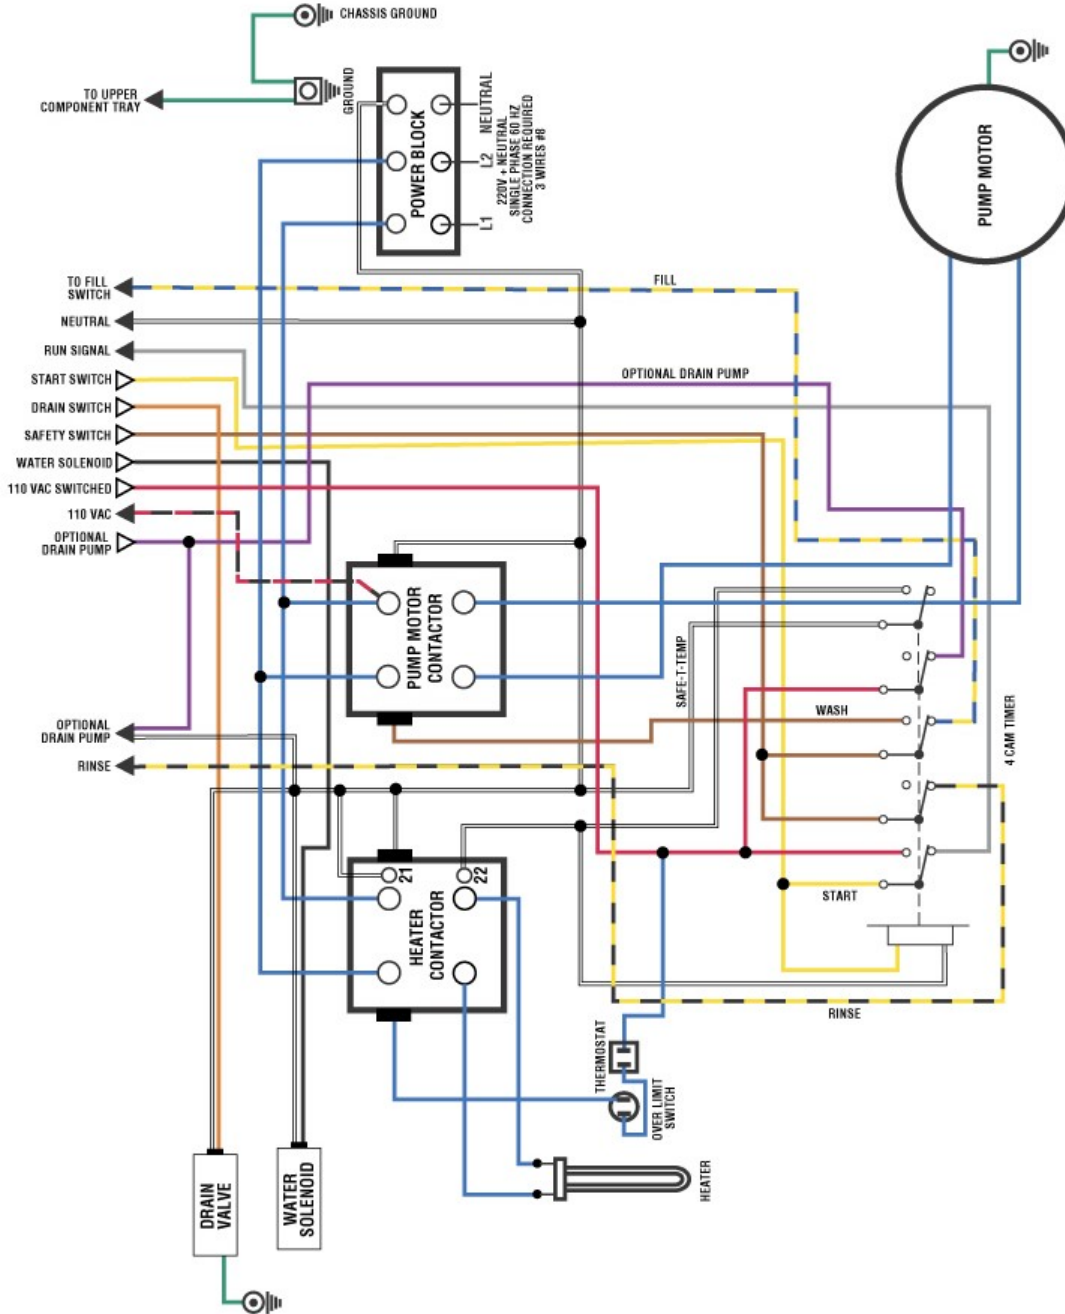 CHASSIS GROUND
TO UPPER
COMPONENT TRAY
GROUND
POWER BLOCK
NEUTRAL
L2
L1
220V + NEUTRAL
SINGLE PHASE 60 HZ
CONNECTION REQUIRED
3 WIRES #8
PUMP MOTOR
TO FILL
SWITCH
FILL
NEUTRAL
RUN SIGNAL
START SWITCH
OPTIONAL DRAIN PUMP
DRAIN SWITCH
SAFETY SWITCH
WATER SOLENOID
110 VAC SWITCHED
110 VAC
OPTIONAL
DRAIN PUMP
PUMP MOTOR
CONTACTOR
SAFE-T-TEMP
WASH
4 CAM TIMER
OPTIONAL
DRAIN PUMP
RINSE
21
22
HEATER
CONTACTOR
START
RINSE
THERMOSTAT
OVER LIMIT
SWITCH
HEATER
DRAIN
VALVE
WATER
SOLENOID